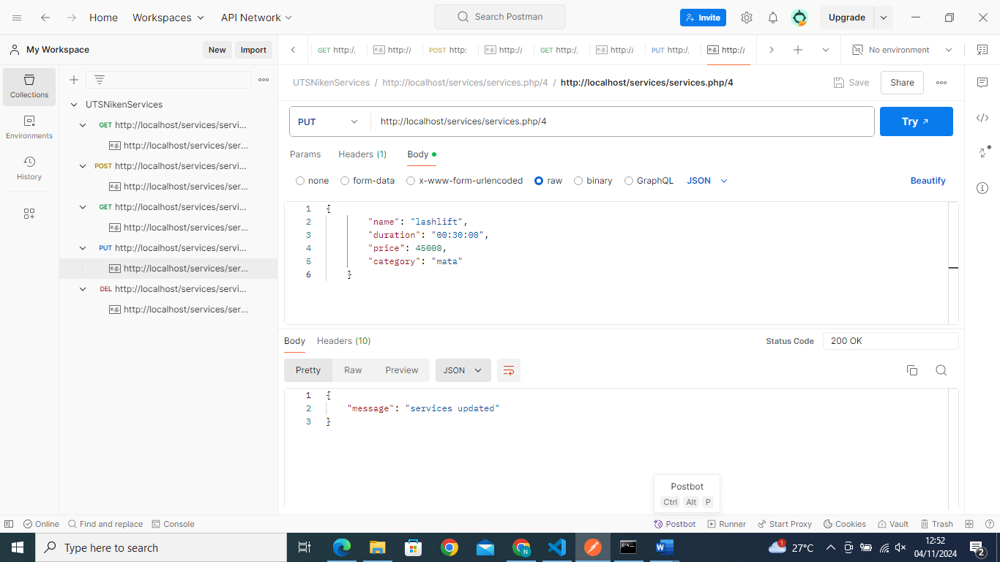 Home Workspaces API Network Search Postman Invite Upgrade
My Workspace New Import GET http:/, e.g. http:// POST http: e.g. http:// GET http:/, e.g. http:// PUT http:/, e.g. http:// No environment
Collections
Environments
History
UTSNikenServices
GET http://localhost/services/servi...
e.g. http://localhost/services/ser...
POST http://localhost/services/servi...
e.g. http://localhost/services/ser...
GET http://localhost/services/servi...
e.g. http://localhost/services/ser...
PUT http://localhost/services/servi...
e.g. http://localhost/services/ser...
DEL http://localhost/services/servi...
e.g. http://localhost/services/ser...
UTSNikenServices / http://localhost/services/services.php/4 / http://localhost/services/services.php/4 Save Share
PUT http://localhost/services/services.php/4 Try
Params Headers (1) Body
none form-data x-www-form-urlencoded raw binary GraphQL JSON Beautify
1 {
2 "name": "lashlift",
3 "duration": "00:30:00",
4 "price": 45000,
5 "category": "mata"
6 }
Body Headers (10) Status Code 200 OK
Pretty Raw Preview JSON
1 {
2 "message": "services updated"
3 }
Postbot
Ctrl Alt P
Online Find and replace Console Postbot Runner Start Proxy Cookies Vault Trash
Type here to search N 1 27°C 12:52
04/11/2024 2